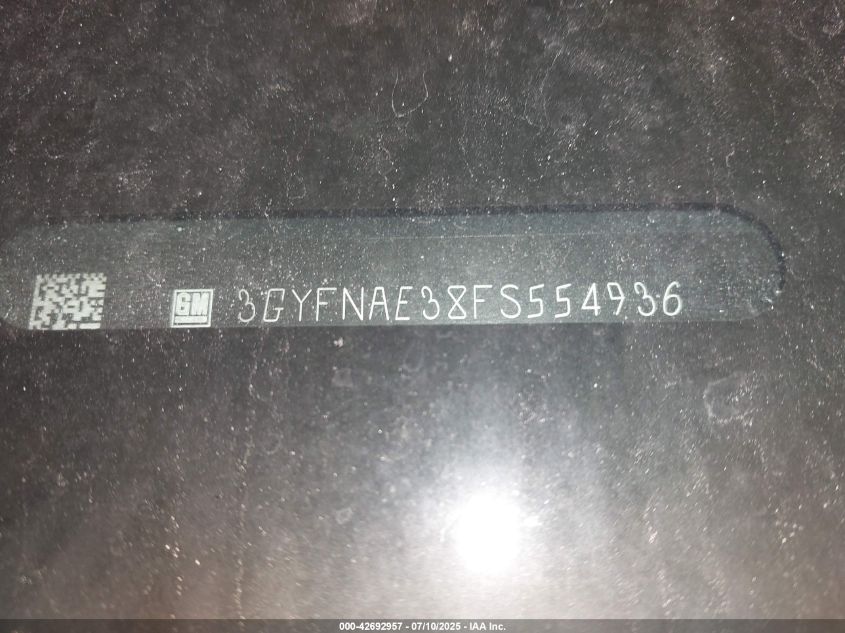 GM 3GYFNAE38FS554936
000-42692957 - 07/10/2025 - IAA Inc.